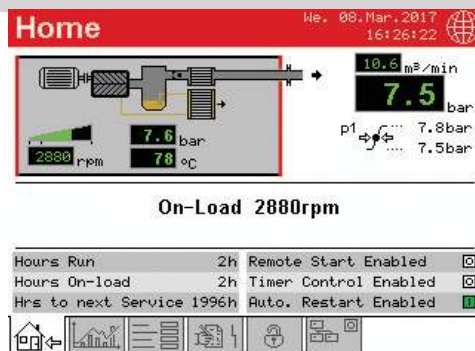 Home
We. 08.Mar.2017
16:26:22
10.6 m³/min
7.5 bar
p1 7.8bar
7.5bar
7.6 bar
2880 rpm
78 °C
On-Load 2880rpm
Hours Run 2h Remote Start Enabled
Hours On-load 2h Timer Control Enabled
Hrs to next Service 1996h Auto. Restart Enabled